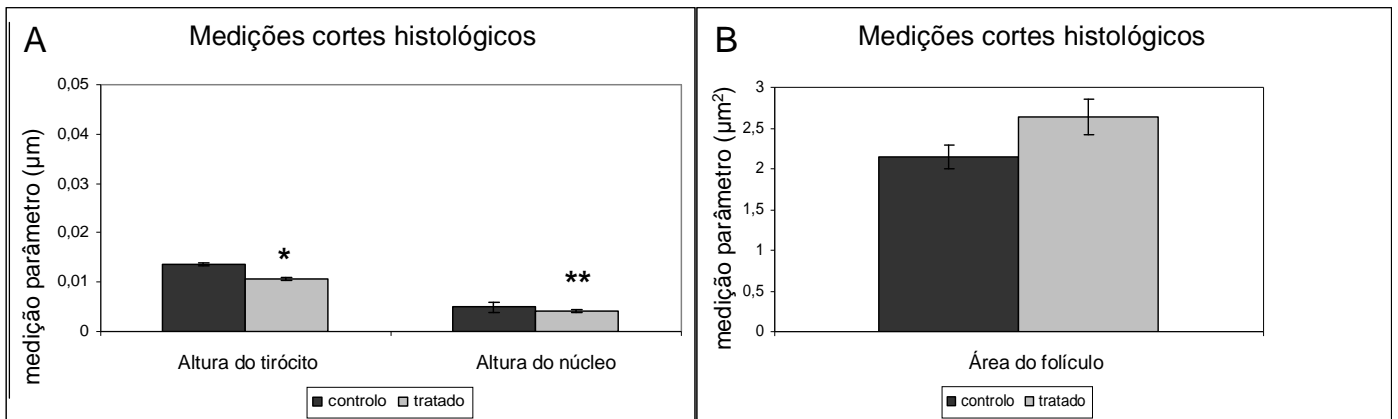 A
Medições cortes histológicos
medição parâmetro (µm)
0,05
0,04
0,03
0,02
0,01
0
*
**
Altura do tirócito
Altura do núcleo
controlo
tratado
B
Medições cortes histológicos
medição parâmetro (µm²)
3
2,5
2
1,5
1
0,5
0
Área do folículo
controlo
tratado